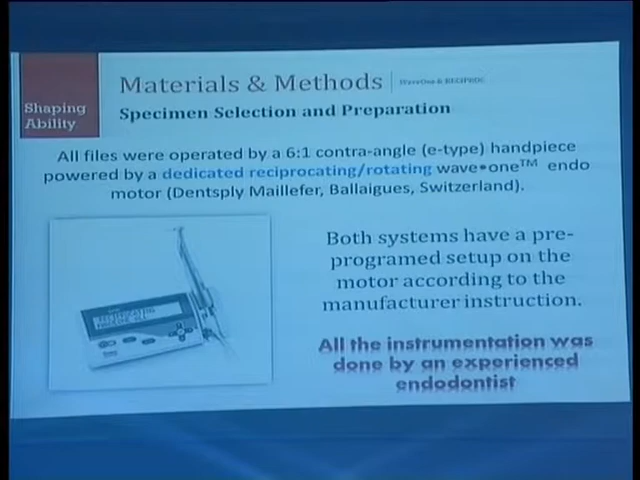 Shaping
Ability
Materials & Methods
WaveOne & RECIPROC
Specimen Selection and Preparation
All files were operated by a 6:1 contra-angle (e-type) handpiece
powered by a dedicated reciprocating/rotating wave•one™ endo
motor (Dentsply Maillefer, Ballaigues, Switzerland).
Both systems have a pre-
programed setup on the
motor according to the
manufacturer instruction.
All the instrumentation was
done by an experienced
endodontist